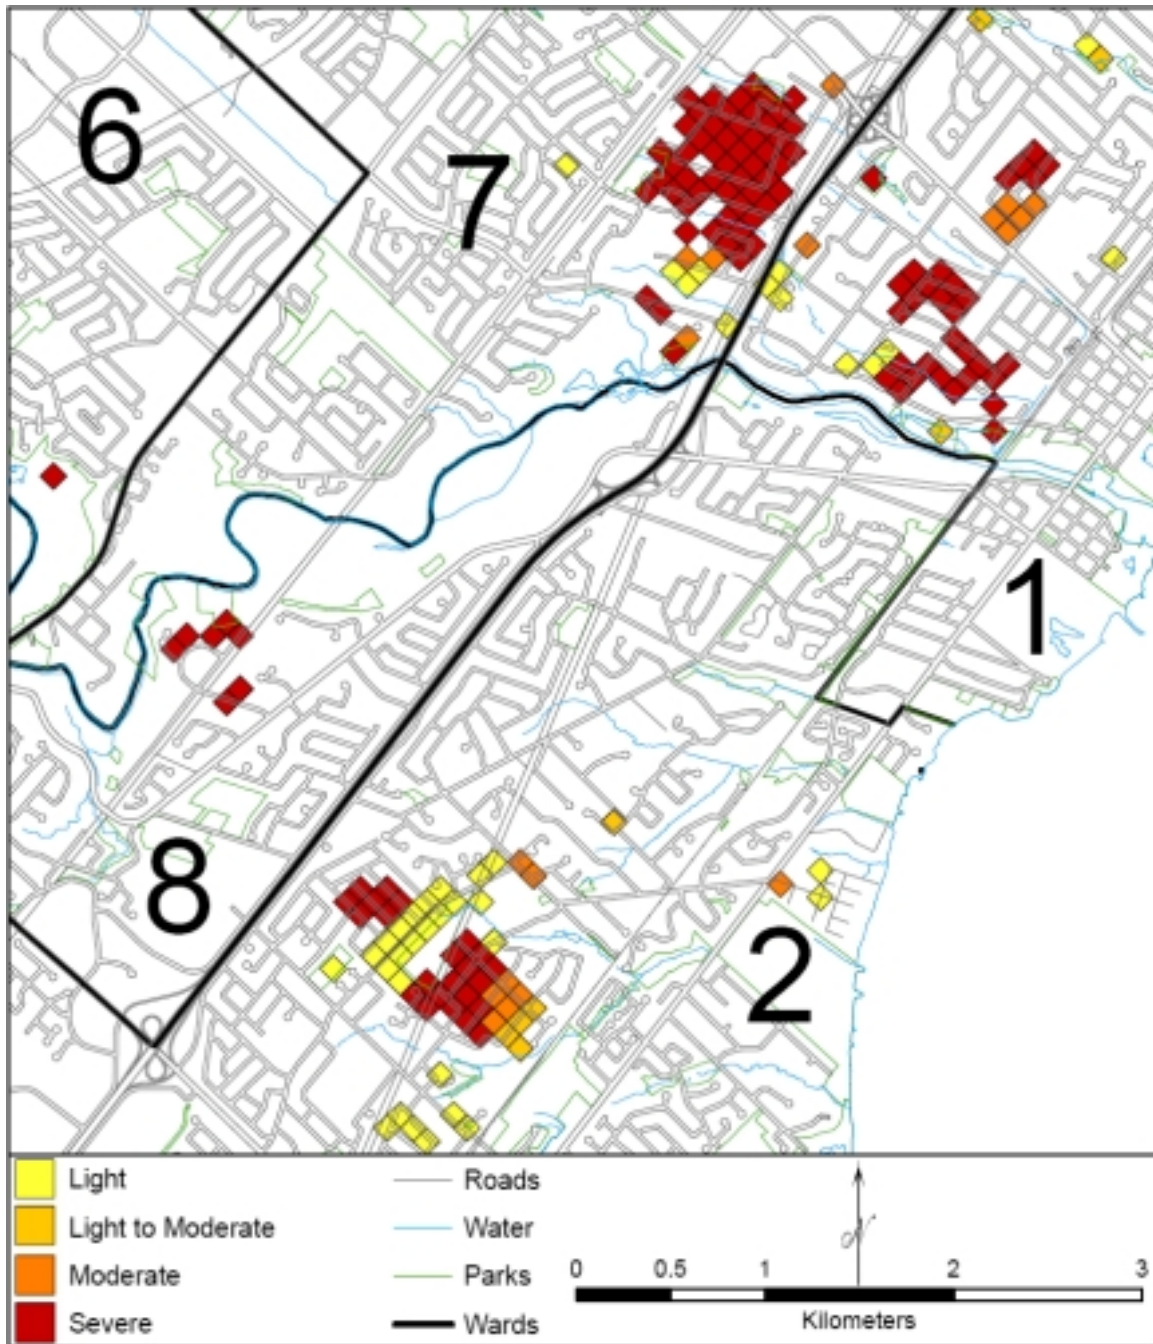 6
7
1
8
2
Light
Light to Moderate
Moderate
Severe
Roads
Water
Parks
Wards
N
0 0.5 1 2 3
Kilometers